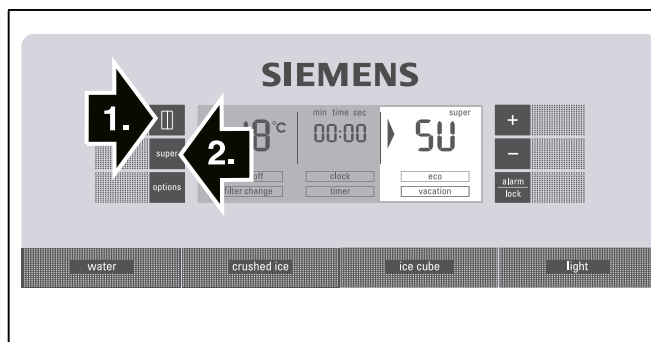 SIEMENS
1.
2.
super
options
18°C
off
filter change
min time sec
00:00
clock
timer
super
SU
eco
vacation
+
−
alarm
lock
water
crushed ice
ice cube
light